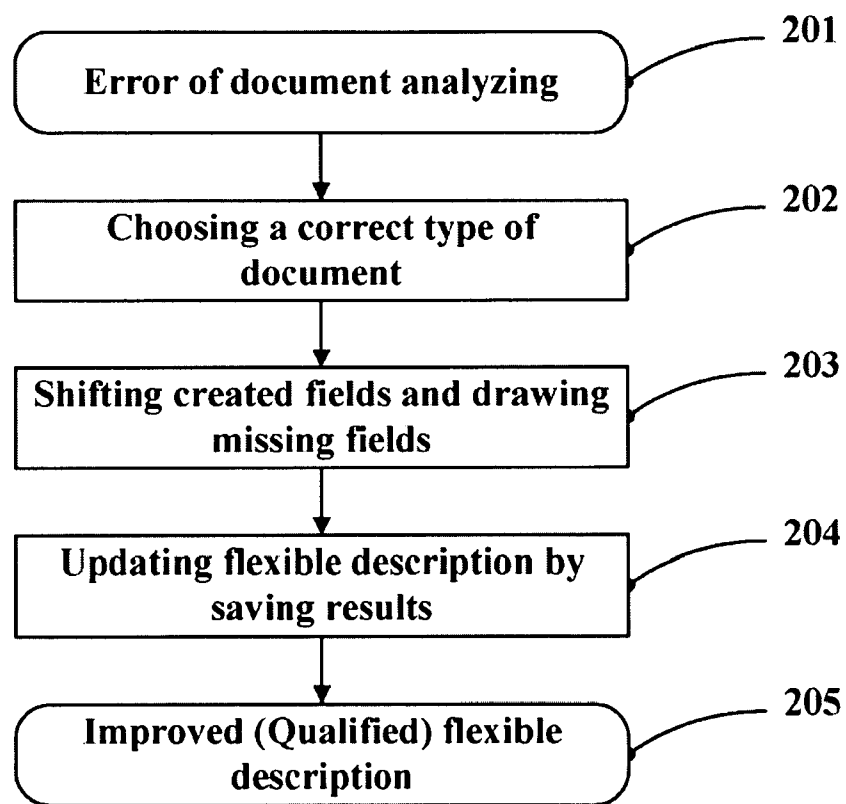 201
Error of document analyzing
202
Choosing a correct type of
document
203
Shifting created fields and drawing
missing fields
204
Updating flexible description by
saving results
205
Improved (Qualified) flexible
description